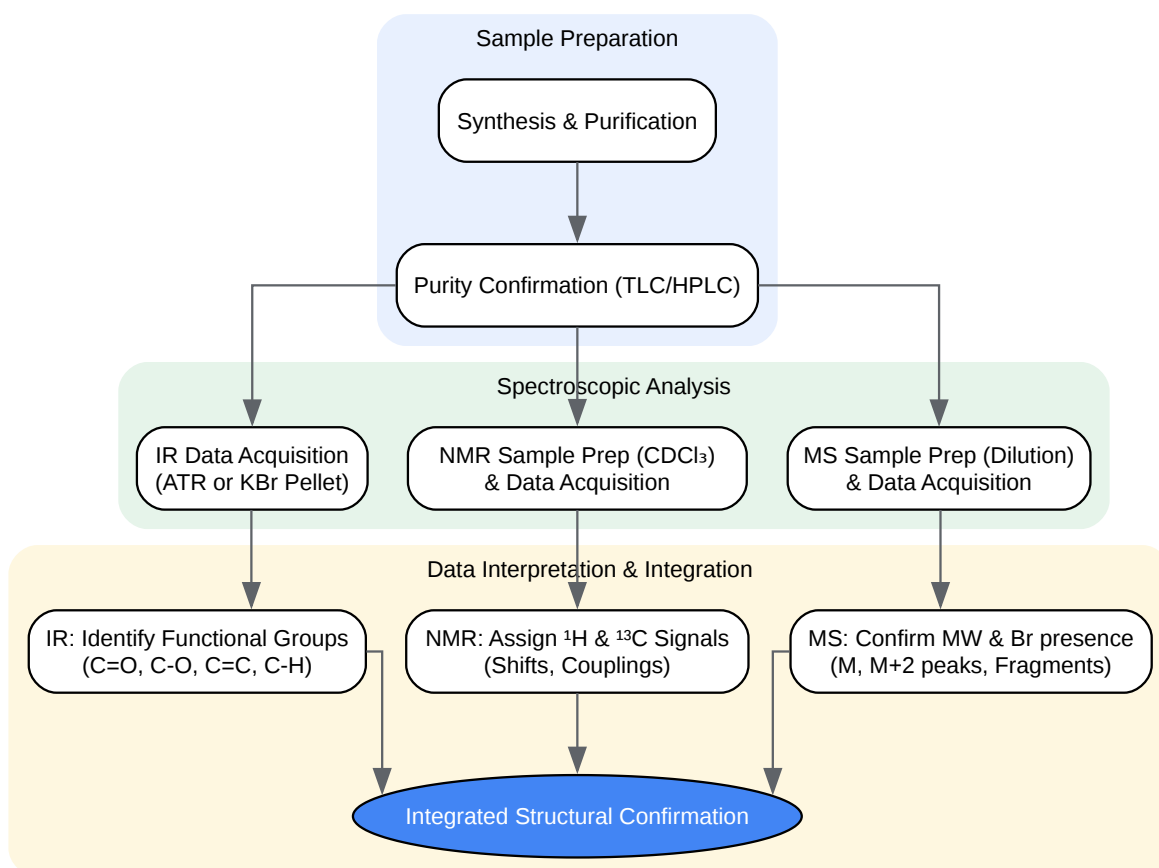 Sample Preparation
Synthesis & Purification
Purity Confirmation (TLC/HPLC)
Spectroscopic Analysis
IR Data Acquisition
(ATR or KBr Pellet)
NMR Sample Prep (CDCl₃)
& Data Acquisition
MS Sample Prep (Dilution)
& Data Acquisition
Data Interpretation & Integration
IR: Identify Functional Groups
(C=O, C-O, C=C, C-H)
NMR: Assign ¹H & ¹³C Signals
(Shifts, Couplings)
MS: Confirm MW & Br presence
(M, M+2 peaks, Fragments)
Integrated Structural Confirmation